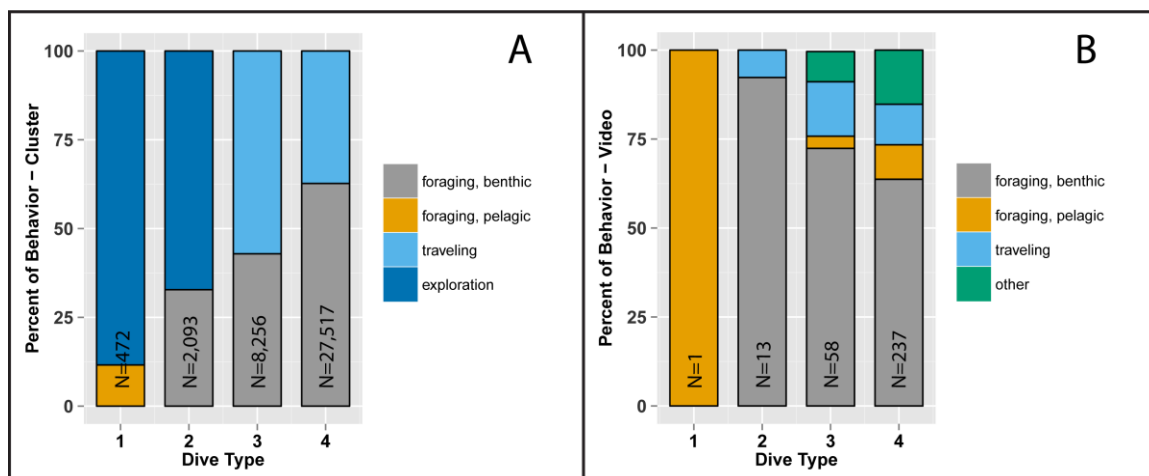 A
Percent of Behavior – Cluster
100
75
50
25
0
N=472
N=2,093
N=8,256
N=27,517
1 2 3 4
Dive Type
foraging, benthic
foraging, pelagic
traveling
exploration
B
Percent of Behavior – Video
100
75
50
25
0
N=1
N=13
N=58
N=237
1 2 3 4
Dive Type
foraging, benthic
foraging, pelagic
traveling
other